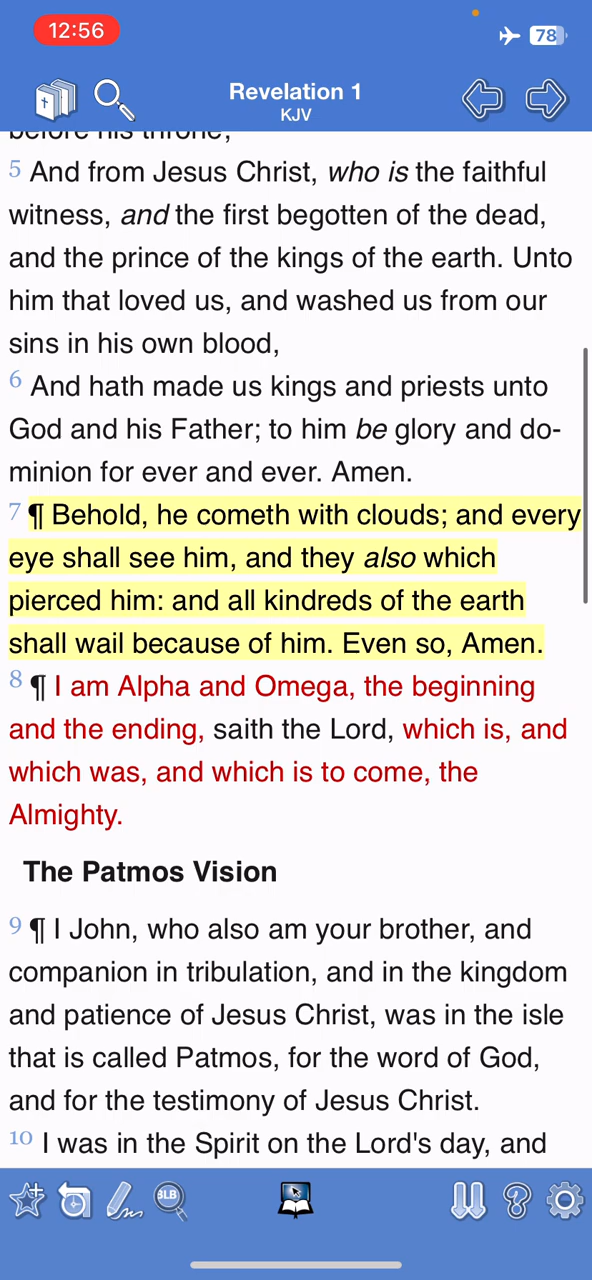 12:56
78
Revelation 1
KJV
before his throne;
5 And from Jesus Christ, who is the faithful
witness, and the first begotten of the dead,
and the prince of the kings of the earth. Unto
him that loved us, and washed us from our
sins in his own blood,
6 And hath made us kings and priests unto
God and his Father; to him be glory and do-
minion for ever and ever. Amen.
7 ¶ Behold, he cometh with clouds; and every
eye shall see him, and they also which
pierced him: and all kindreds of the earth
shall wail because of him. Even so, Amen.
8 ¶ I am Alpha and Omega, the beginning
and the ending, saith the Lord, which is, and
which was, and which is to come, the
Almighty.
The Patmos Vision
9 ¶ I John, who also am your brother, and
companion in tribulation, and in the kingdom
and patience of Jesus Christ, was in the isle
that is called Patmos, for the word of God,
and for the testimony of Jesus Christ.
10 I was in the Spirit on the Lord's day, and
BLB